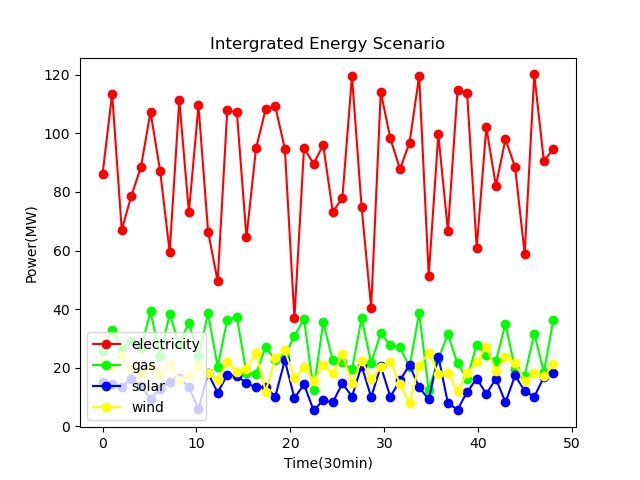 Intergrated Energy Scenario
Power(MW)
120
100
80
60
40
20
0
electricity
gas
solar
wind
0 10 20 30 40 50
Time(30min)